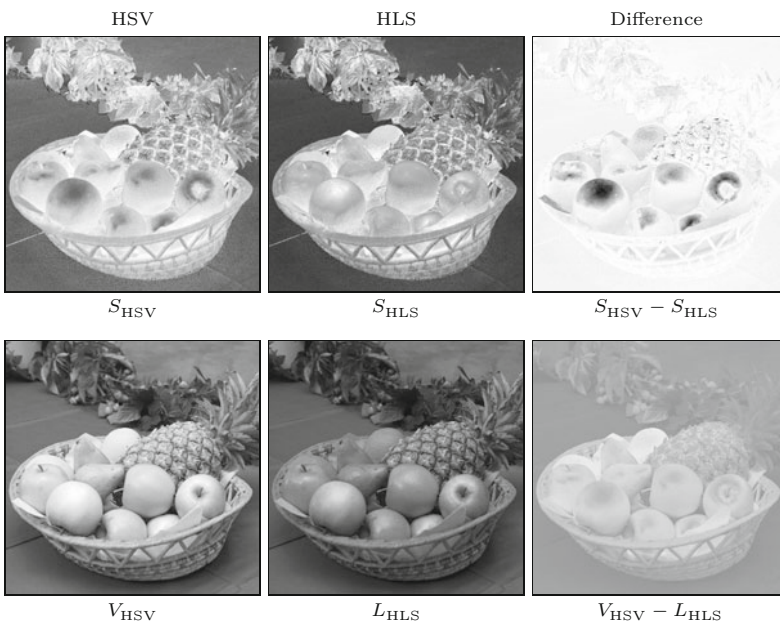 HSV HLS Difference
S_HSV S_HLS S_HSV − S_HLS
V_HSV L_HLS V_HSV − L_HLS